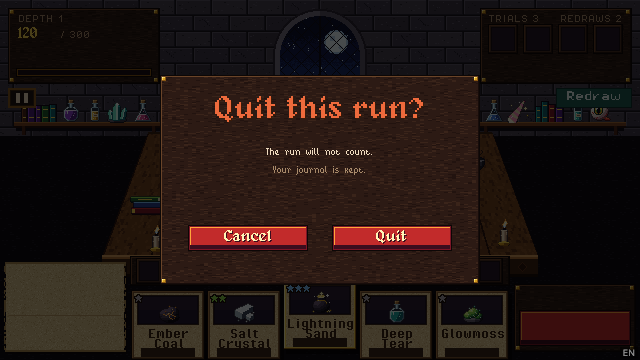 DEPTH 1
120 / 300
TRIALS 3 REDRAWS 2
Redraw
Quit this run?
The run will not count.
Your journal is kept.
Cancel
Quit
Ember
Coal
Salt
Crystal
Lightning
Sand
Deep
Tear
Glowmoss
EN